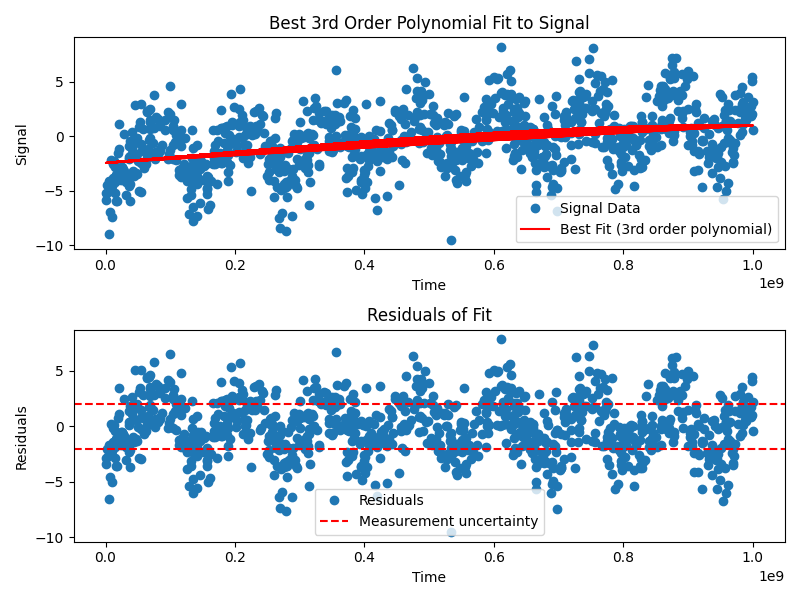 Best 3rd Order Polynomial Fit to Signal
Signal
5
0
−5
−10
Signal Data
Best Fit (3rd order polynomial)
0.0 0.2 0.4 0.6 0.8 1.0
1e9
Time
Residuals of Fit
Residuals
5
0
−5
−10
Residuals
Measurement uncertainty
0.0 0.2 0.4 0.6 0.8 1.0
1e9
Time